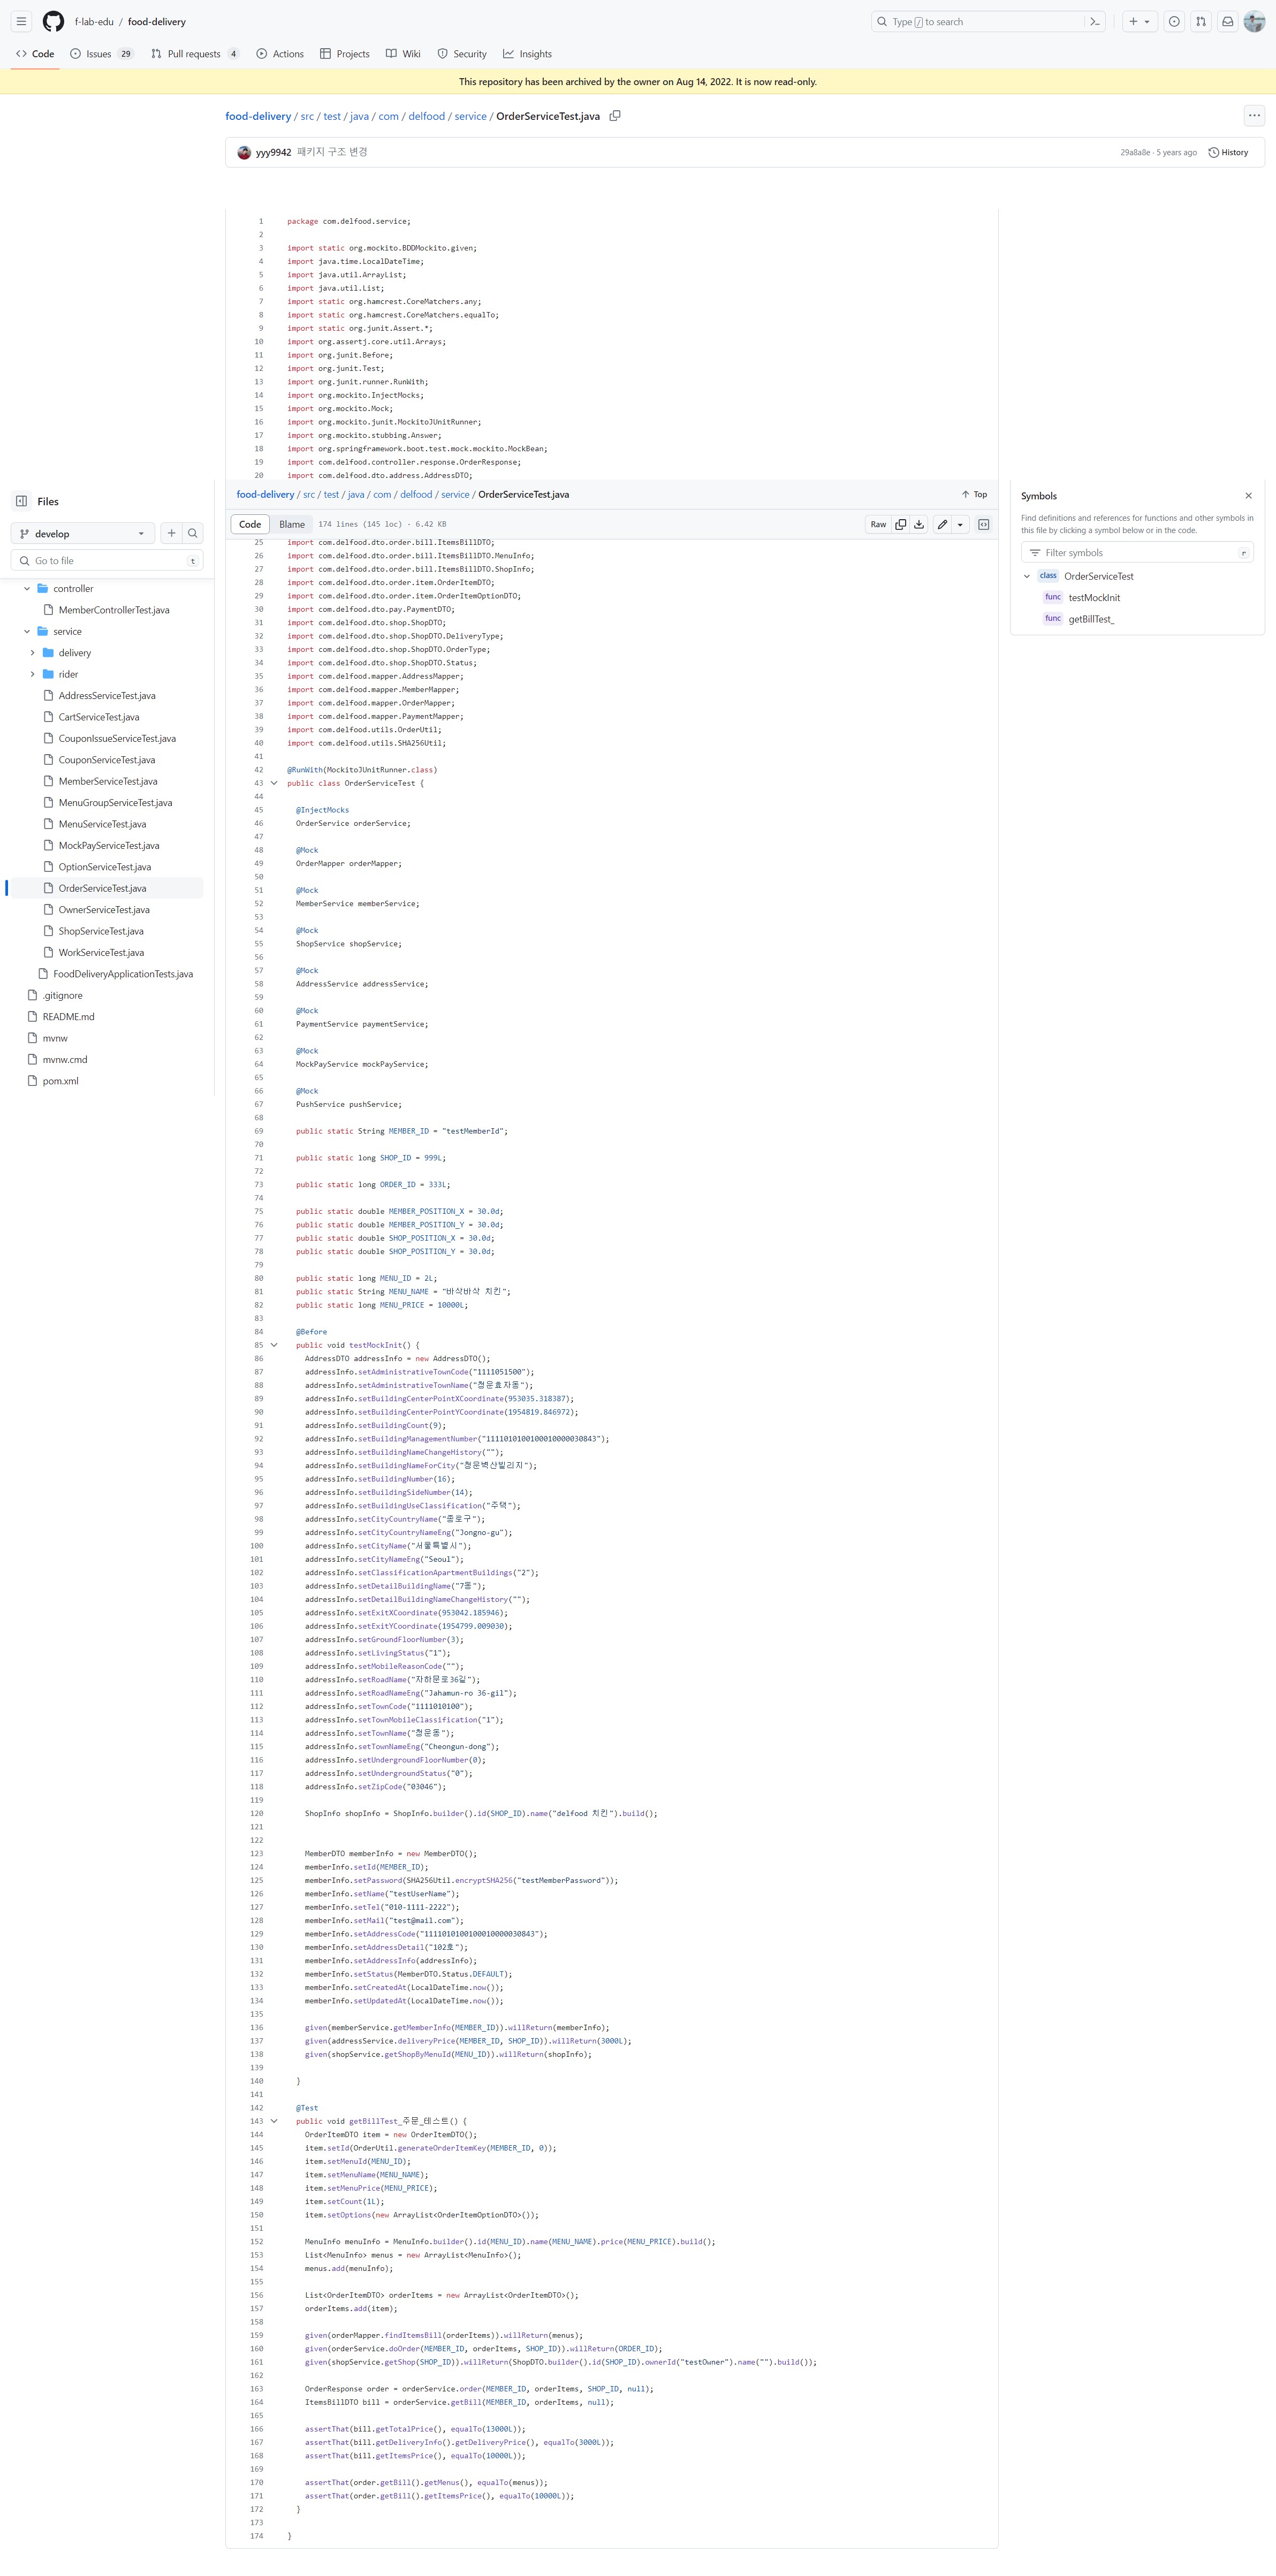 f-lab-edu / food-delivery
Type / to search
Code
Issues 29
Pull requests 4
Actions
Projects
Wiki
Security
Insights
This repository has been archived by the owner on Aug 14, 2022. It is now read-only.
food-delivery / src / test / java / com / delfood / service / OrderServiceTest.java
yyy9942 패키지 구조 변경
29a8a8e · 5 years ago History
1 package com.delfood.service;
2
3 import static org.mockito.BDDMockito.given;
4 import java.time.LocalDateTime;
5 import java.util.ArrayList;
6 import java.util.List;
7 import static org.hamcrest.CoreMatchers.any;
8 import static org.hamcrest.CoreMatchers.equalTo;
9 import static org.junit.Assert.*;
10 import org.assertj.core.util.Arrays;
11 import org.junit.Before;
12 import org.junit.Test;
13 import org.junit.runner.RunWith;
14 import org.mockito.InjectMocks;
15 import org.mockito.Mock;
16 import org.mockito.junit.MockitoJUnitRunner;
17 import org.mockito.stubbing.Answer;
18 import org.springframework.boot.test.mock.mockito.MockBean;
19 import com.delfood.controller.response.OrderResponse;
20 import com.delfood.dto.address.AddressDTO;
Files
develop
Go to file t
controller
MemberControllerTest.java
service
delivery
rider
AddressServiceTest.java
CartServiceTest.java
CouponIssueServiceTest.java
CouponServiceTest.java
MemberServiceTest.java
MenuGroupServiceTest.java
MenuServiceTest.java
MockPayServiceTest.java
OptionServiceTest.java
OrderServiceTest.java
OwnerServiceTest.java
ShopServiceTest.java
WorkServiceTest.java
FoodDeliveryApplicationTests.java
.gitignore
README.md
mvnw
mvnw.cmd
pom.xml
food-delivery / src / test / java / com / delfood / service / OrderServiceTest.java
Top
Code Blame 174 lines (145 loc) · 6.42 KB
Raw
25 import com.delfood.dto.order.bill.ItemsBillDTO;
26 import com.delfood.dto.order.bill.ItemsBillDTO.MenuInfo;
27 import com.delfood.dto.order.bill.ItemsBillDTO.ShopInfo;
28 import com.delfood.dto.order.item.OrderItemDTO;
29 import com.delfood.dto.order.item.OrderItemOptionDTO;
30 import com.delfood.dto.pay.PaymentDTO;
31 import com.delfood.dto.shop.ShopDTO;
32 import com.delfood.dto.shop.ShopDTO.DeliveryType;
33 import com.delfood.dto.shop.ShopDTO.OrderType;
34 import com.delfood.dto.shop.ShopDTO.Status;
35 import com.delfood.mapper.AddressMapper;
36 import com.delfood.mapper.MemberMapper;
37 import com.delfood.mapper.OrderMapper;
38 import com.delfood.mapper.PaymentMapper;
39 import com.delfood.utils.OrderUtil;
40 import com.delfood.utils.SHA256Util;
41
42 @RunWith(MockitoJUnitRunner.class)
43 public class OrderServiceTest {
44
45 @InjectMocks
46 OrderService orderService;
47
48 @Mock
49 OrderMapper orderMapper;
50
51 @Mock
52 MemberService memberService;
53
54 @Mock
55 ShopService shopService;
56
57 @Mock
58 AddressService addressService;
59
60 @Mock
61 PaymentService paymentService;
62
63 @Mock
64 MockPayService mockPayService;
65
66 @Mock
67 PushService pushService;
68
69 public static String MEMBER_ID = "testMemberId";
70
71 public static long SHOP_ID = 999L;
72
73 public static long ORDER_ID = 333L;
74
75 public static double MEMBER_POSITION_X = 30.0d;
76 public static double MEMBER_POSITION_Y = 30.0d;
77 public static double SHOP_POSITION_X = 30.0d;
78 public static double SHOP_POSITION_Y = 30.0d;
79
80 public static long MENU_ID = 2L;
81 public static String MENU_NAME = "바삭바삭 치킨";
82 public static long MENU_PRICE = 10000L;
83
84 @Before
85 public void testMockInit() {
86 AddressDTO addressInfo = new AddressDTO();
87 addressInfo.setAdministrativeTownCode("1111051500");
88 addressInfo.setAdministrativeTownName("청운효자동");
89 addressInfo.setBuildingCenterPointXCoordinate(953035.318387);
90 addressInfo.setBuildingCenterPointYCoordinate(1954819.846972);
91 addressInfo.setBuildingCount(9);
92 addressInfo.setBuildingManagementNumber("1111010100100010000030843");
93 addressInfo.setBuildingNameChangeHistory("");
94 addressInfo.setBuildingNameForCity("청운벽산빌리지");
95 addressInfo.setBuildingNumber(16);
96 addressInfo.setBuildingSideNumber(14);
97 addressInfo.setBuildingUseClassification("주택");
98 addressInfo.setCityCountryName("종로구");
99 addressInfo.setCityCountryNameEng("Jongno-gu");
100 addressInfo.setCityName("서울특별시");
101 addressInfo.setCityNameEng("Seoul");
102 addressInfo.setClassificationApartmentBuildings("2");
103 addressInfo.setDetailBuildingName("7동");
104 addressInfo.setDetailBuildingNameChangeHistory("");
105 addressInfo.setExitXCoordinate(953042.185946);
106 addressInfo.setExitYCoordinate(1954799.009030);
107 addressInfo.setGroundFloorNumber(3);
108 addressInfo.setLivingStatus("1");
109 addressInfo.setMobileReasonCode("");
110 addressInfo.setRoadName("자하문로36길");
111 addressInfo.setRoadNameEng("Jahamun-ro 36-gil");
112 addressInfo.setTownCode("1111010100");
113 addressInfo.setTownMobileClassification("1");
114 addressInfo.setTownName("청운동");
115 addressInfo.setTownNameEng("Cheongun-dong");
116 addressInfo.setUndergroundFloorNumber(0);
117 addressInfo.setUndergroundStatus("0");
118 addressInfo.setZipCode("03046");
119
120 ShopInfo shopInfo = ShopInfo.builder().id(SHOP_ID).name("delfood 치킨").build();
121
122
123 MemberDTO memberInfo = new MemberDTO();
124 memberInfo.setId(MEMBER_ID);
125 memberInfo.setPassword(SHA256Util.encryptSHA256("testMemberPassword"));
126 memberInfo.setName("testUserName");
127 memberInfo.setTel("010-1111-2222");
128 memberInfo.setMail("test@mail.com");
129 memberInfo.setAddressCode("1111010100100010000030843");
130 memberInfo.setAddressDetail("102호");
131 memberInfo.setAddressInfo(addressInfo);
132 memberInfo.setStatus(MemberDTO.Status.DEFAULT);
133 memberInfo.setCreatedAt(LocalDateTime.now());
134 memberInfo.setUpdatedAt(LocalDateTime.now());
135
136 given(memberService.getMemberInfo(MEMBER_ID)).willReturn(memberInfo);
137 given(addressService.deliveryPrice(MEMBER_ID, SHOP_ID)).willReturn(3000L);
138 given(shopService.getShopByMenuId(MENU_ID)).willReturn(shopInfo);
139
140 }
141
142 @Test
143 public void getBillTest_주문_테스트() {
144 OrderItemDTO item = new OrderItemDTO();
145 item.setId(OrderUtil.generateOrderItemKey(MEMBER_ID, 0));
146 item.setMenuId(MENU_ID);
147 item.setMenuName(MENU_NAME);
148 item.setMenuPrice(MENU_PRICE);
149 item.setCount(1L);
150 item.setOptions(new ArrayList<OrderItemOptionDTO>());
151
152 MenuInfo menuInfo = MenuInfo.builder().id(MENU_ID).name(MENU_NAME).price(MENU_PRICE).build();
153 List<MenuInfo> menus = new ArrayList<MenuInfo>();
154 menus.add(menuInfo);
155
156 List<OrderItemDTO> orderItems = new ArrayList<OrderItemDTO>();
157 orderItems.add(item);
158
159 given(orderMapper.findItemsBill(orderItems)).willReturn(menus);
160 given(orderService.doOrder(MEMBER_ID, orderItems, SHOP_ID)).willReturn(ORDER_ID);
161 given(shopService.getShop(SHOP_ID)).willReturn(ShopDTO.builder().id(SHOP_ID).ownerId("testOwner").name("").build());
162
163 OrderResponse order = orderService.order(MEMBER_ID, orderItems, SHOP_ID, null);
164 ItemsBillDTO bill = orderService.getBill(MEMBER_ID, orderItems, null);
165
166 assertThat(bill.getTotalPrice(), equalTo(13000L));
167 assertThat(bill.getDeliveryInfo().getDeliveryPrice(), equalTo(3000L));
168 assertThat(bill.getItemsPrice(), equalTo(10000L));
169
170 assertThat(order.getBill().getMenus(), equalTo(menus));
171 assertThat(order.getBill().getItemsPrice(), equalTo(10000L));
172 }
173
174 }
Symbols
Find definitions and references for functions and other symbols in
this file by clicking a symbol below or in the code.
Filter symbols r
class OrderServiceTest
func testMockInit
func getBillTest_